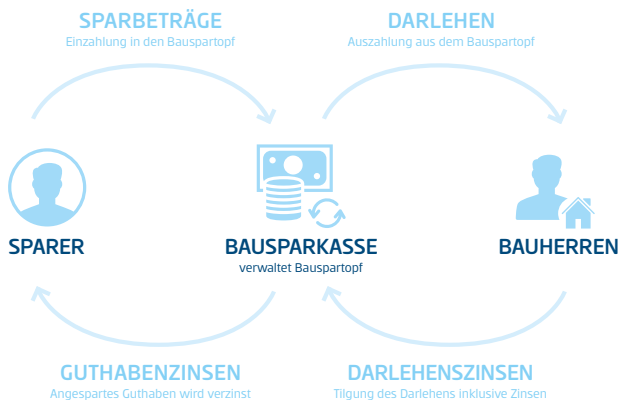 SPARBETRÄGE
Einzahlung in den Bauspartopf
DARLEHEN
Auszahlung aus dem Bauspartopf
SPARER
BAUSPARKASSE
verwaltet Bauspartopf
BAUHERREN
GUTHABENZINSEN
Angespartes Guthaben wird verzinst
DARLEHENSZINSEN
Tilgung des Darlehens inklusive Zinsen